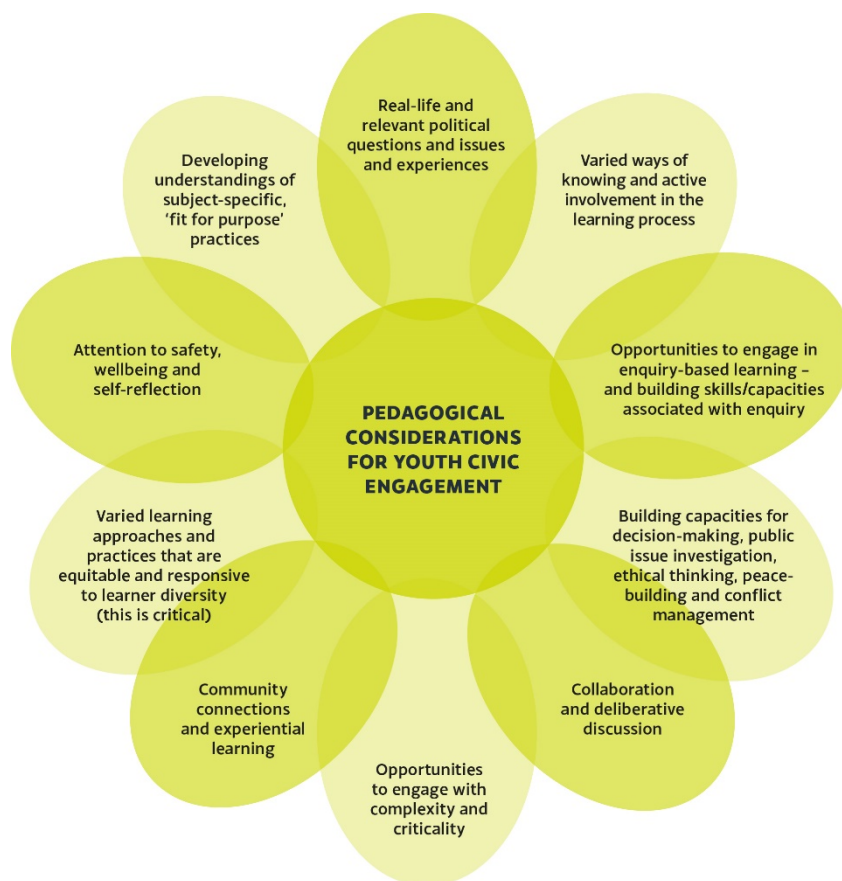 Real-life and
relevant political
questions and issues
and experiences
Varied ways of
knowing and active
involvement in the
learning process
Opportunities to engage in
enquiry-based learning –
and building skills/capacities
associated with enquiry
Building capacities for
decision-making, public
issue investigation,
ethical thinking, peace-
building and conflict
management
Collaboration
and deliberative
discussion
Opportunities
to engage with
complexity and
criticality
Community
connections
and experiential
learning
Varied learning
approaches and
practices that are
equitable and responsive
to learner diversity
(this is critical)
Attention to safety,
wellbeing and
self-reflection
Developing
understandings of
subject-specific,
‘fit for purpose’
practices
PEDAGOGICAL
CONSIDERATIONS
FOR YOUTH CIVIC
ENGAGEMENT